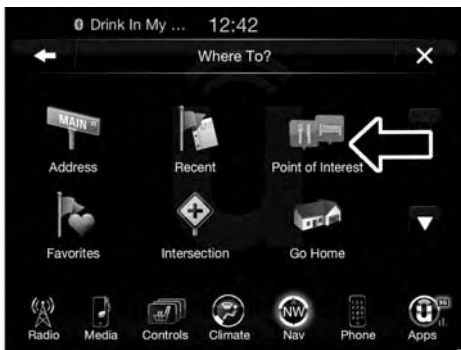 Drink In My ... 12:42
Where To?
MAIN ST
Address Recent Point of Interest
Favorites Intersection Go Home
NW
Radio Media Controls Climate Nav Phone Apps